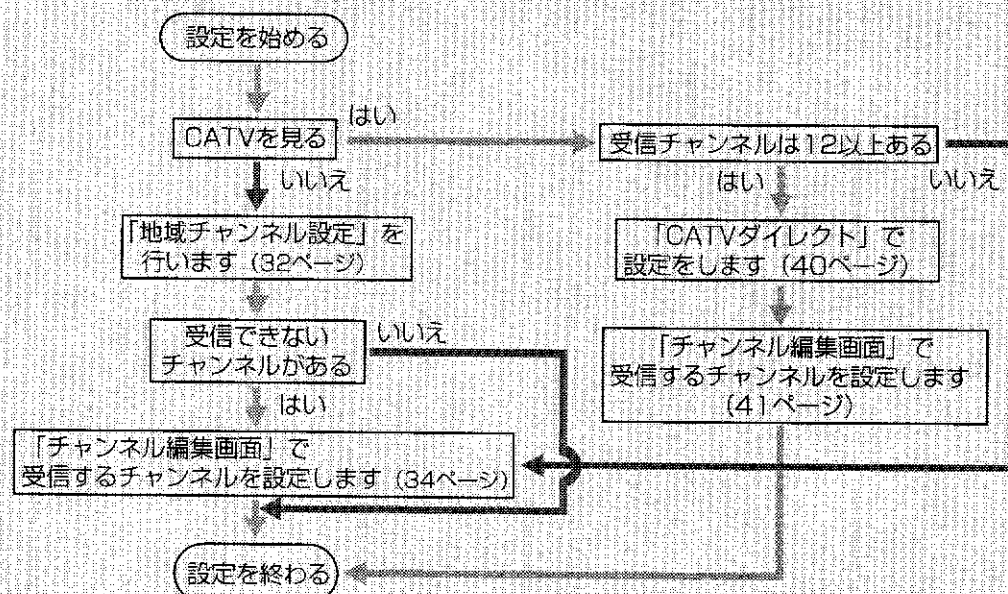 設定を始める
CATVを見る
はい
いいえ
「地域チャンネル設定」を
行います（32ページ）
受信できない
チャンネルがある
いいえ
はい
「チャンネル編集画面」で
受信するチャンネルを設定します（34ページ）
設定を終わる
受信チャンネルは12以上ある
はい
いいえ
「CATVダイレクト」で
設定をします（40ページ）
「チャンネル編集画面」で
受信するチャンネルを設定します
（41ページ）